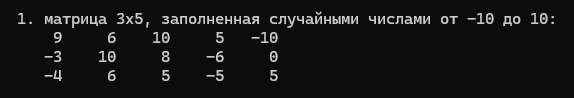 1. матрица 3x5, заполненная случайными числами от -10 до 10:
9 6 10 5 -10
-3 10 8 -6 0
-4 6 5 -5 5